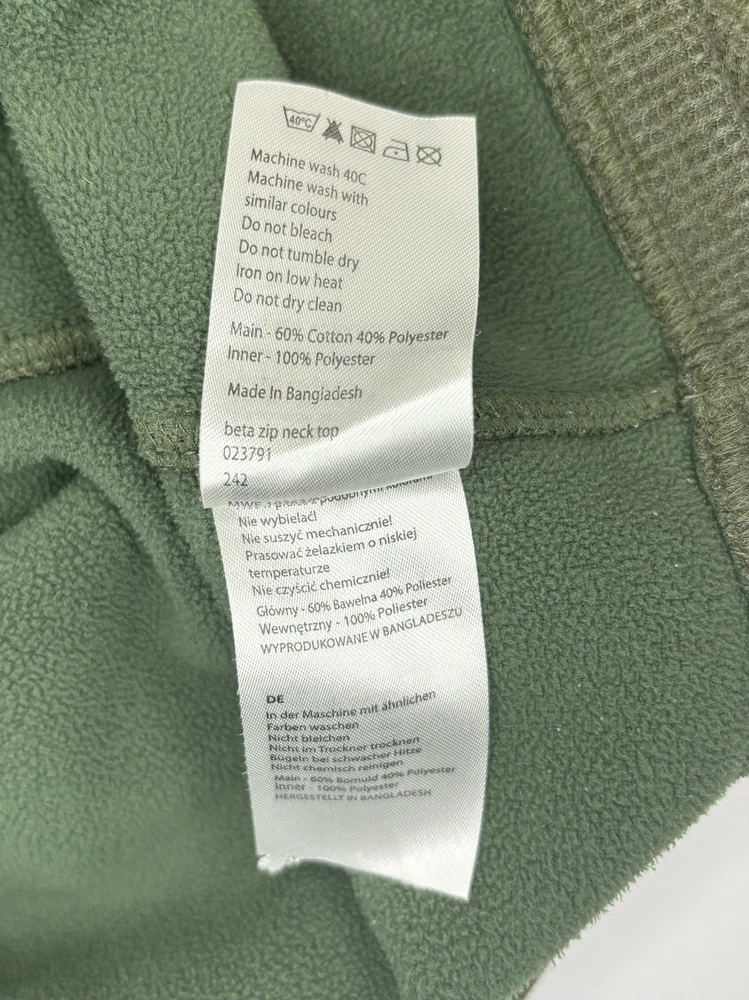 40°C
Machine wash 40C
Machine wash with
similar colours
Do not bleach
Do not tumble dry
Iron on low heat
Do not dry clean
Main - 60% Cotton 40% Polyester
Inner - 100% Polyester
Made In Bangladesh
beta zip neck top
023791
242
podobnymi kolorami
Nie wybielać!
Nie suszyć mechanicznie!
Prasować żelazkiem o niskiej
temperaturze
Nie czyścić chemicznie!
Główny - 60% Bawełna 40% Poliester
Wewnętrzny - 100% Poliester
WYPRODUKOWANE W BANGLADESZU
DE
In der Maschine mit ähnlichen
Farben waschen
Nicht bleichen
Nicht im Trockner trocknen
Bügeln bei schwacher Hitze
Nicht chemisch reinigen
Main - 60% 40% Polyester
Inner - 100% Polyester
HERGESTELLT IN BANGLADESH